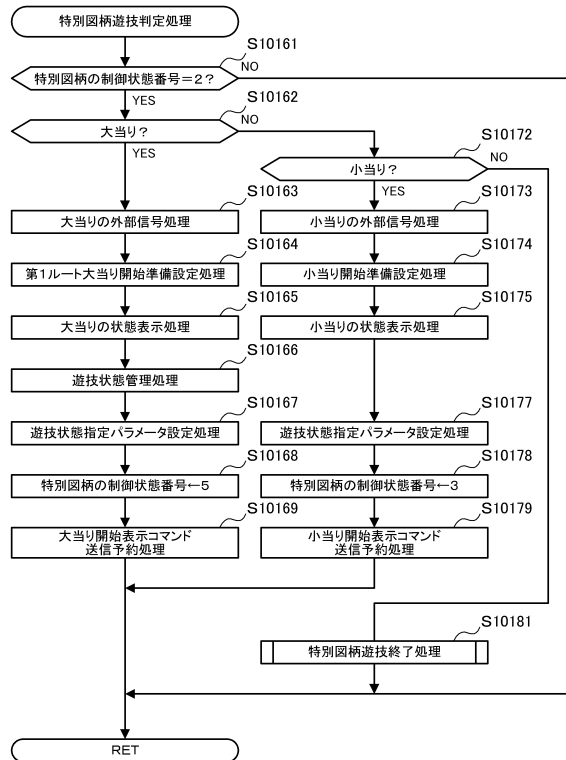 特別図柄遊技判定処理
S10161
特別図柄の制御状態番号=2?
NO
YES
S10162
大当り?
NO
YES
S10172
小当り?
NO
YES
S10163
大当りの外部信号処理
S10173
小当りの外部信号処理
S10164
第1ルート大当り開始準備設定処理
S10174
小当り開始準備設定処理
S10165
大当りの状態表示処理
S10175
小当りの状態表示処理
S10166
遊技状態管理処理
S10167
遊技状態指定パラメータ設定処理
S10177
遊技状態指定パラメータ設定処理
S10168
特別図柄の制御状態番号←5
S10178
特別図柄の制御状態番号←3
S10169
大当り開始表示コマンド
送信予約処理
S10179
小当り開始表示コマンド
送信予約処理
S10181
特別図柄遊技終了処理
RET